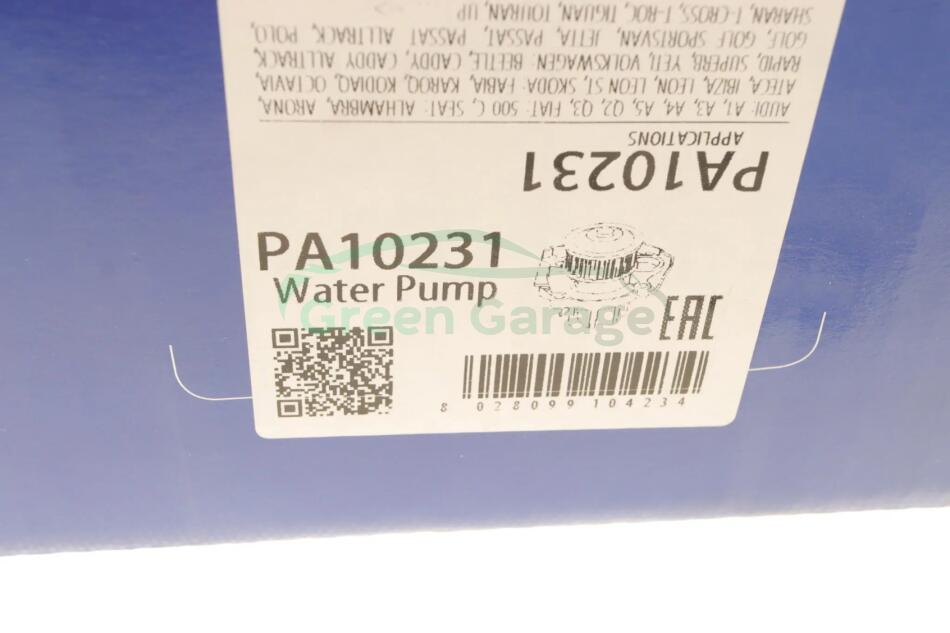 PA10231
Water Pump
EAC
8 028099 104234
Green Garage
PA10231
APPLICATIONS
AUDI: A1, A3, A4, A5, Q2, Q3, FIAT: 500 C, SEAT: ALHAMBRA, ARONA,
ATECA, IBIZA, LEON, LEON ST, SKODA: FABIA, KAROQ, KODIAQ, OCTAVIA,
RAPID, SUPERB, YETI, VOLKSWAGEN: BEETLE, CADDY, CADDY ALLTRACK,
GOLF, GOLF SPORTSVAN, JETTA, PASSAT, PASSAT ALLTRACK, POLO,
SHARAN, T-CROSS, T-ROC, TIGUAN, TOURAN, UP